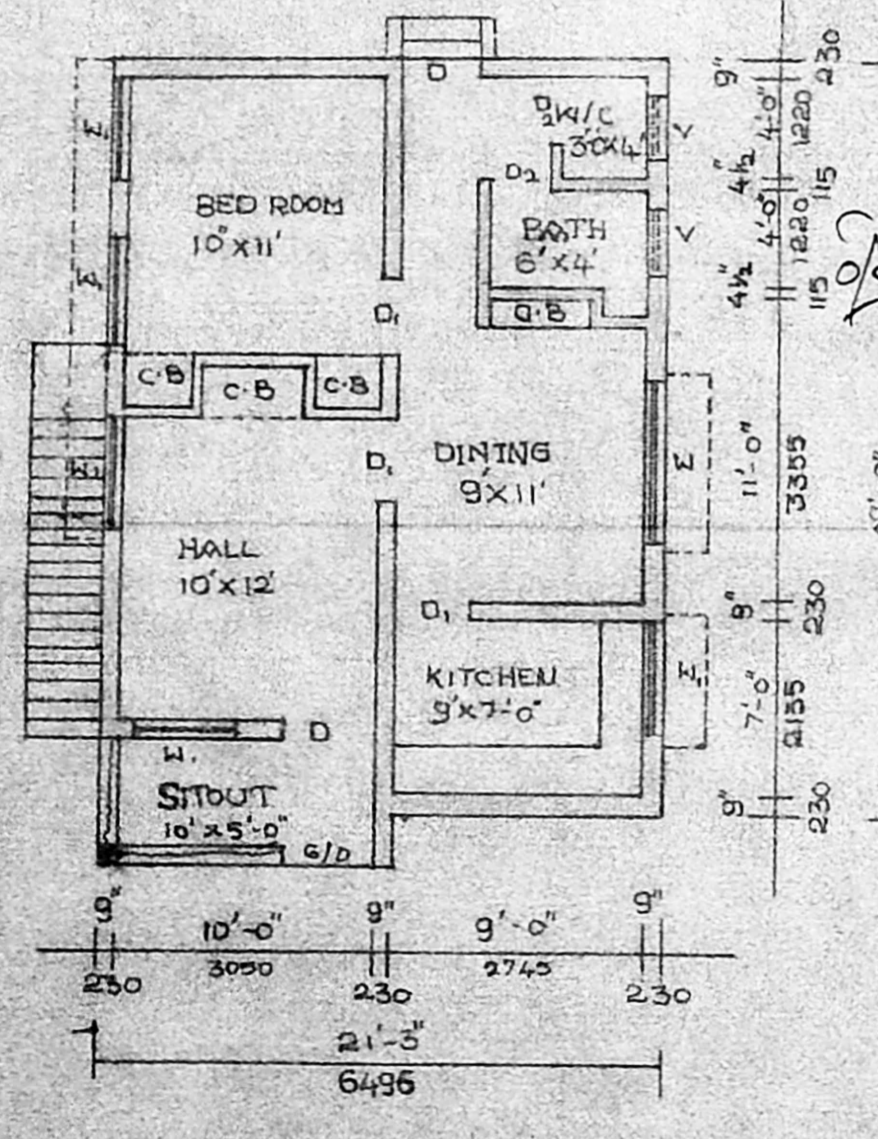 D
D2
W/C
3'0"x4'
V
W
D2
BED ROOM
10"x11'
BATH
6'x4'
V
W
D1
C.B
C.B
C.B
C.B
D1
DINING
9'x11'
W
W
HALL
10'x12'
D1
KITCHEN
9'x7'-0"
W1
D
W.
SITOUT
10'x5'-0"
G/D
9"
230
4'-0"
1220
4½"
115
4'-0"
1220
4½"
115
11'-0"
3355
9"
230
7'-0"
2135
9"
230
9"
10'-0"
9"
9'-0"
9"
230
3050
230
2745
230
21'-3"
6496